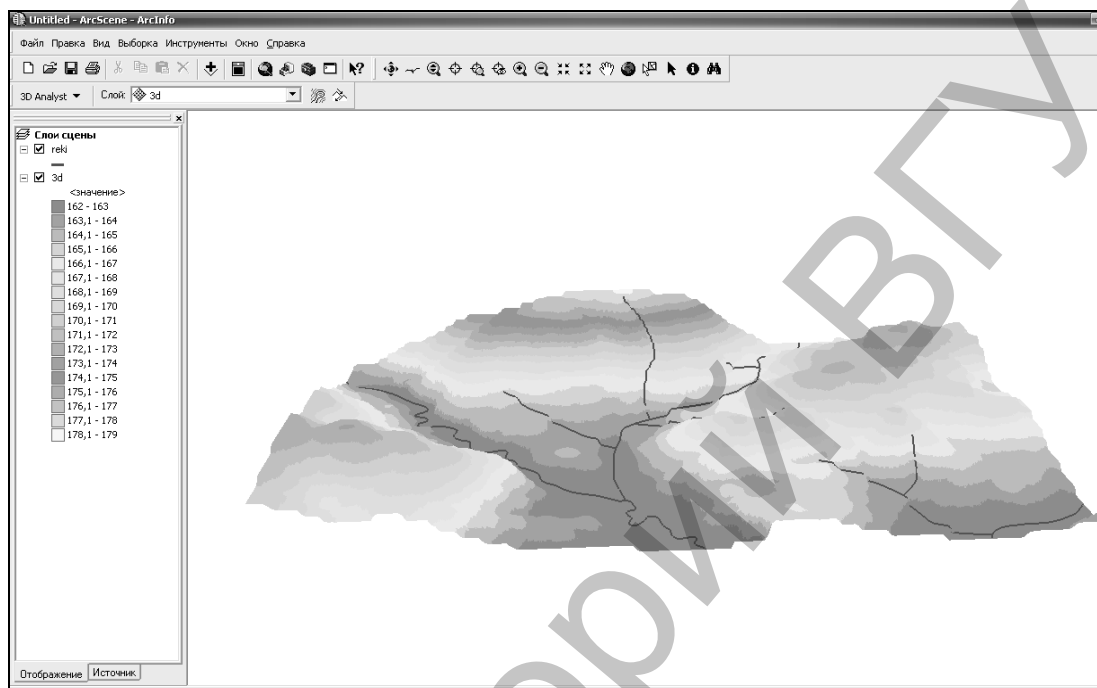 Untitled - ArcScene - ArcInfo
Файл Правка Вид Выборка Инструменты Окно Справка
3D Analyst Слой: 3d
Слои сцены
reki
3d
<значение>
162 - 163
163,1 - 164
164,1 - 165
165,1 - 166
166,1 - 167
167,1 - 168
168,1 - 169
169,1 - 170
170,1 - 171
171,1 - 172
172,1 - 173
173,1 - 174
174,1 - 175
175,1 - 176
176,1 - 177
177,1 - 178
178,1 - 179
Отображение Источник
ВГУ